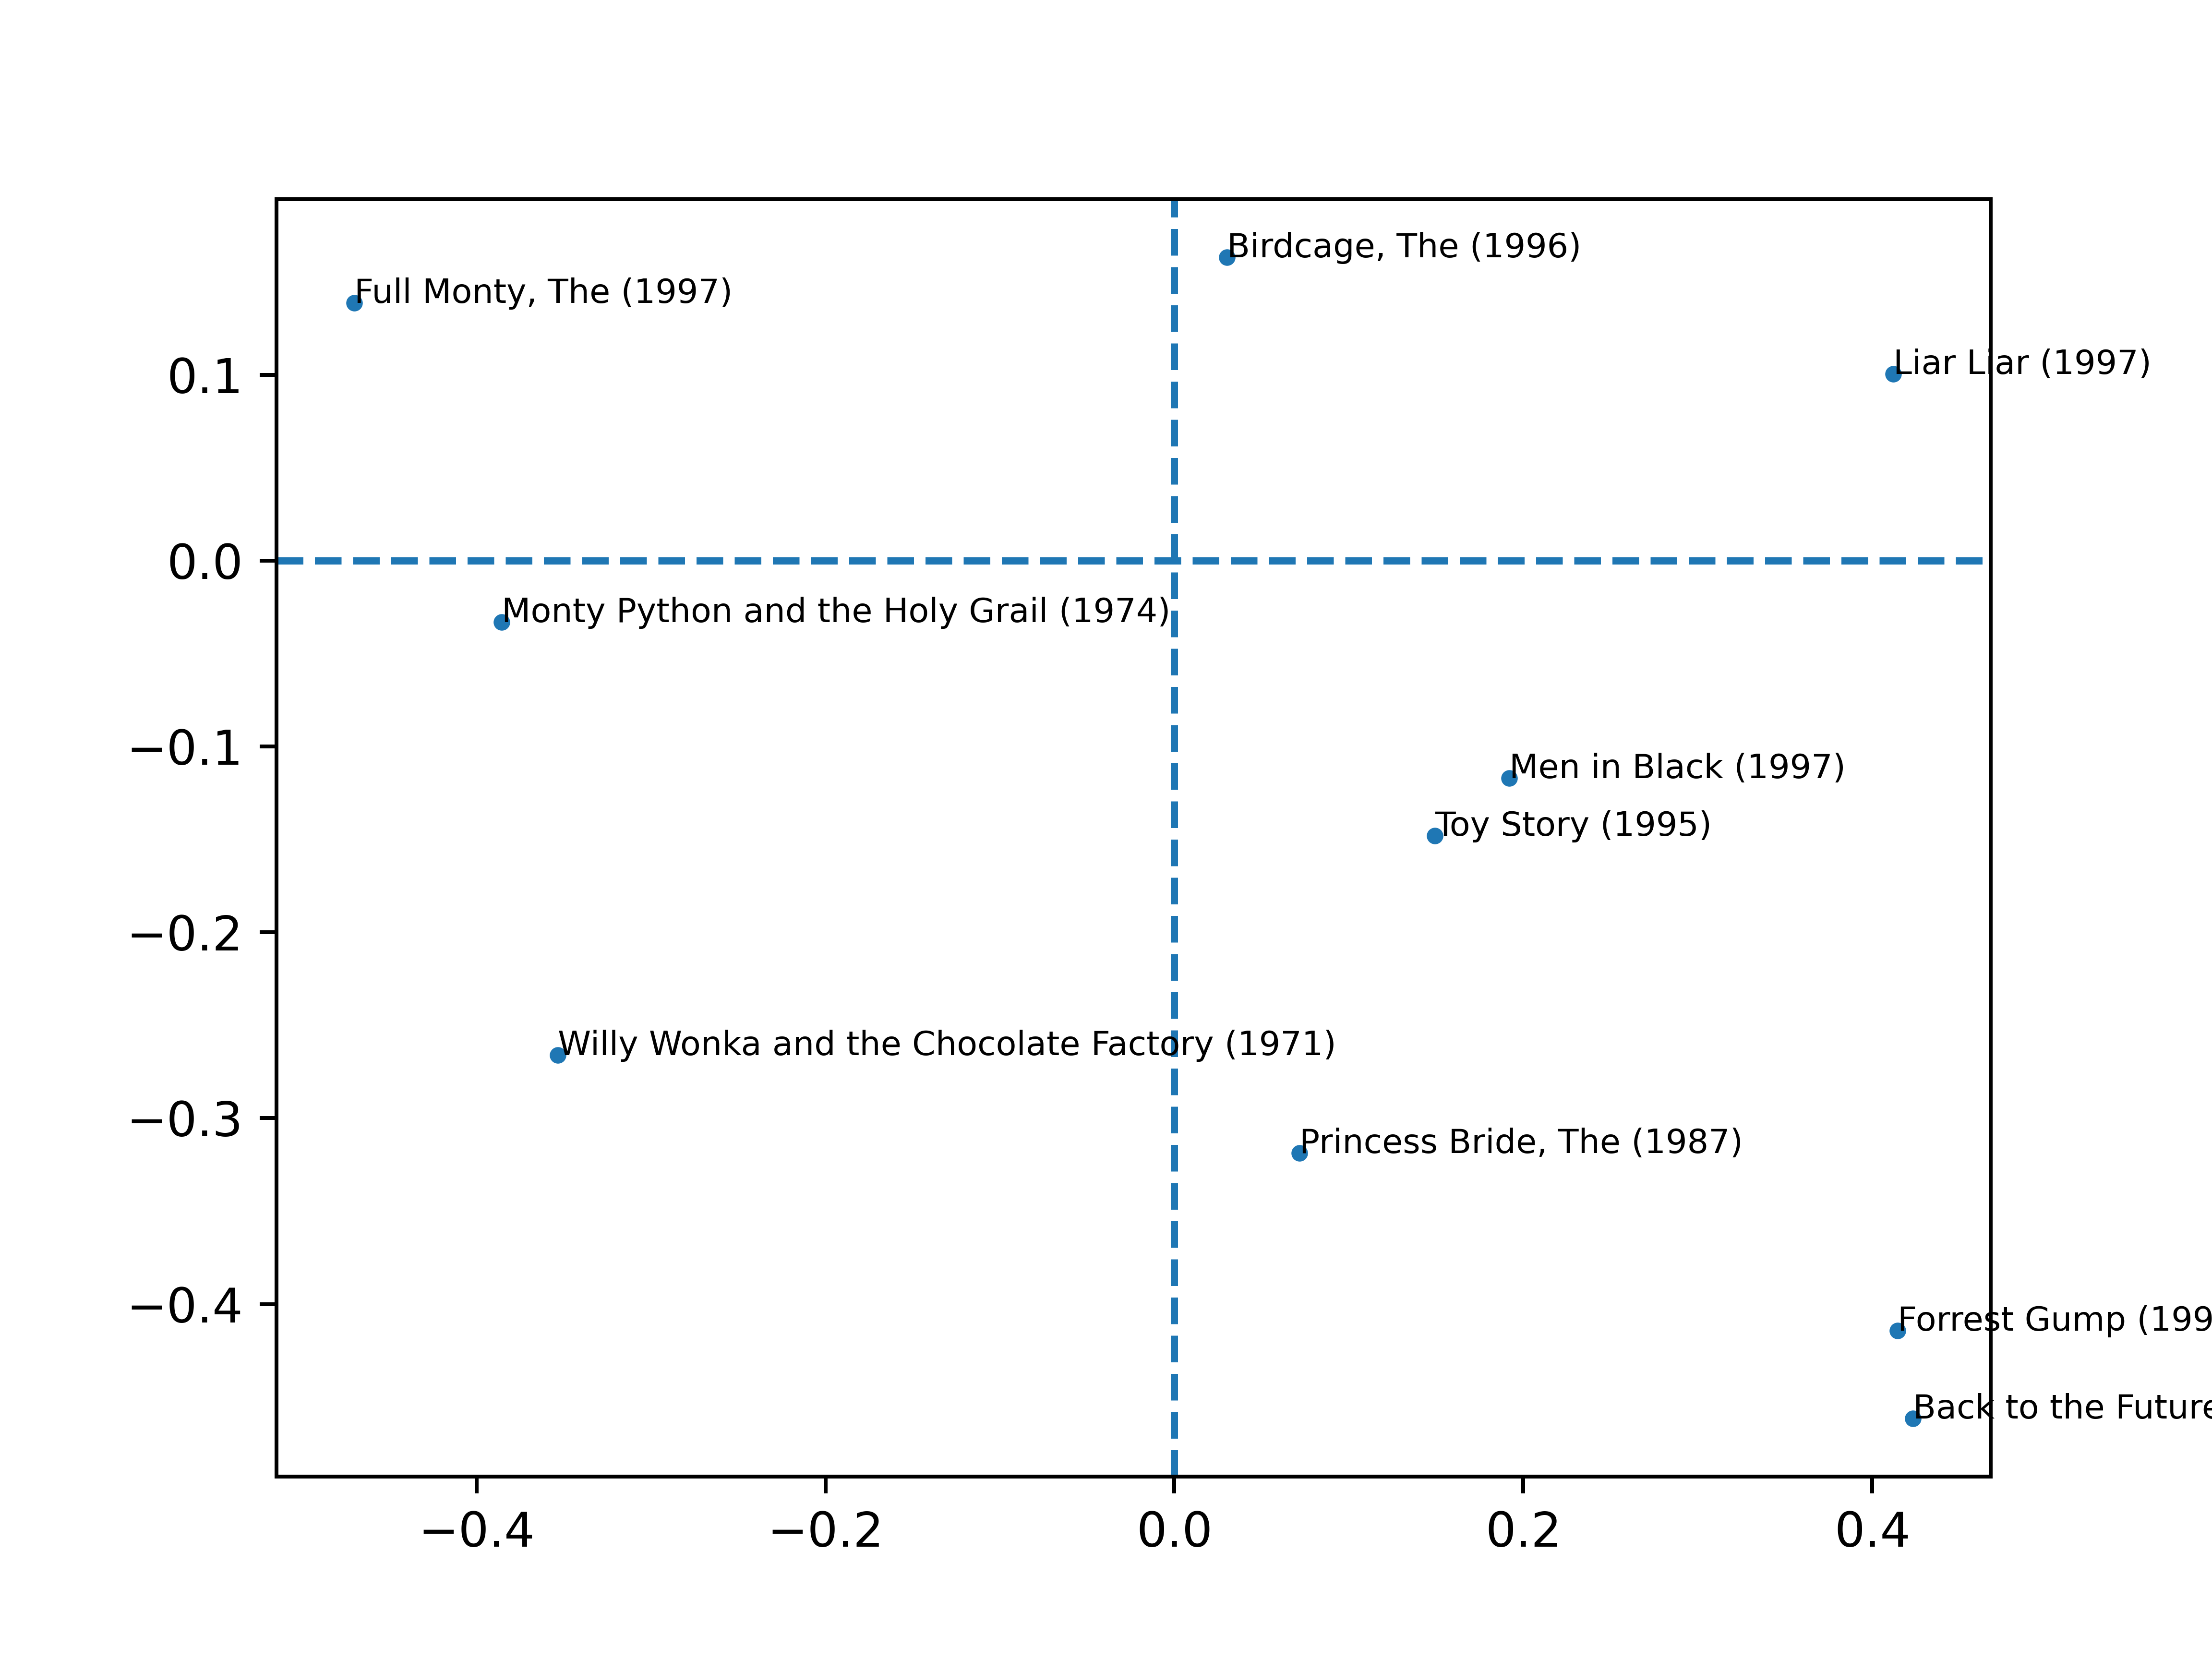 Birdcage, The (1996)
Full Monty, The (1997)
Liar Liar (1997)
0.1
0.0
Monty Python and the Holy Grail (1974)
−0.1
Men in Black (1997)
Toy Story (1995)
−0.2
Willy Wonka and the Chocolate Factory (1971)
−0.3
Princess Bride, The (1987)
−0.4
Forrest Gump (199
Back to the Future
−0.4 −0.2 0.0 0.2 0.4